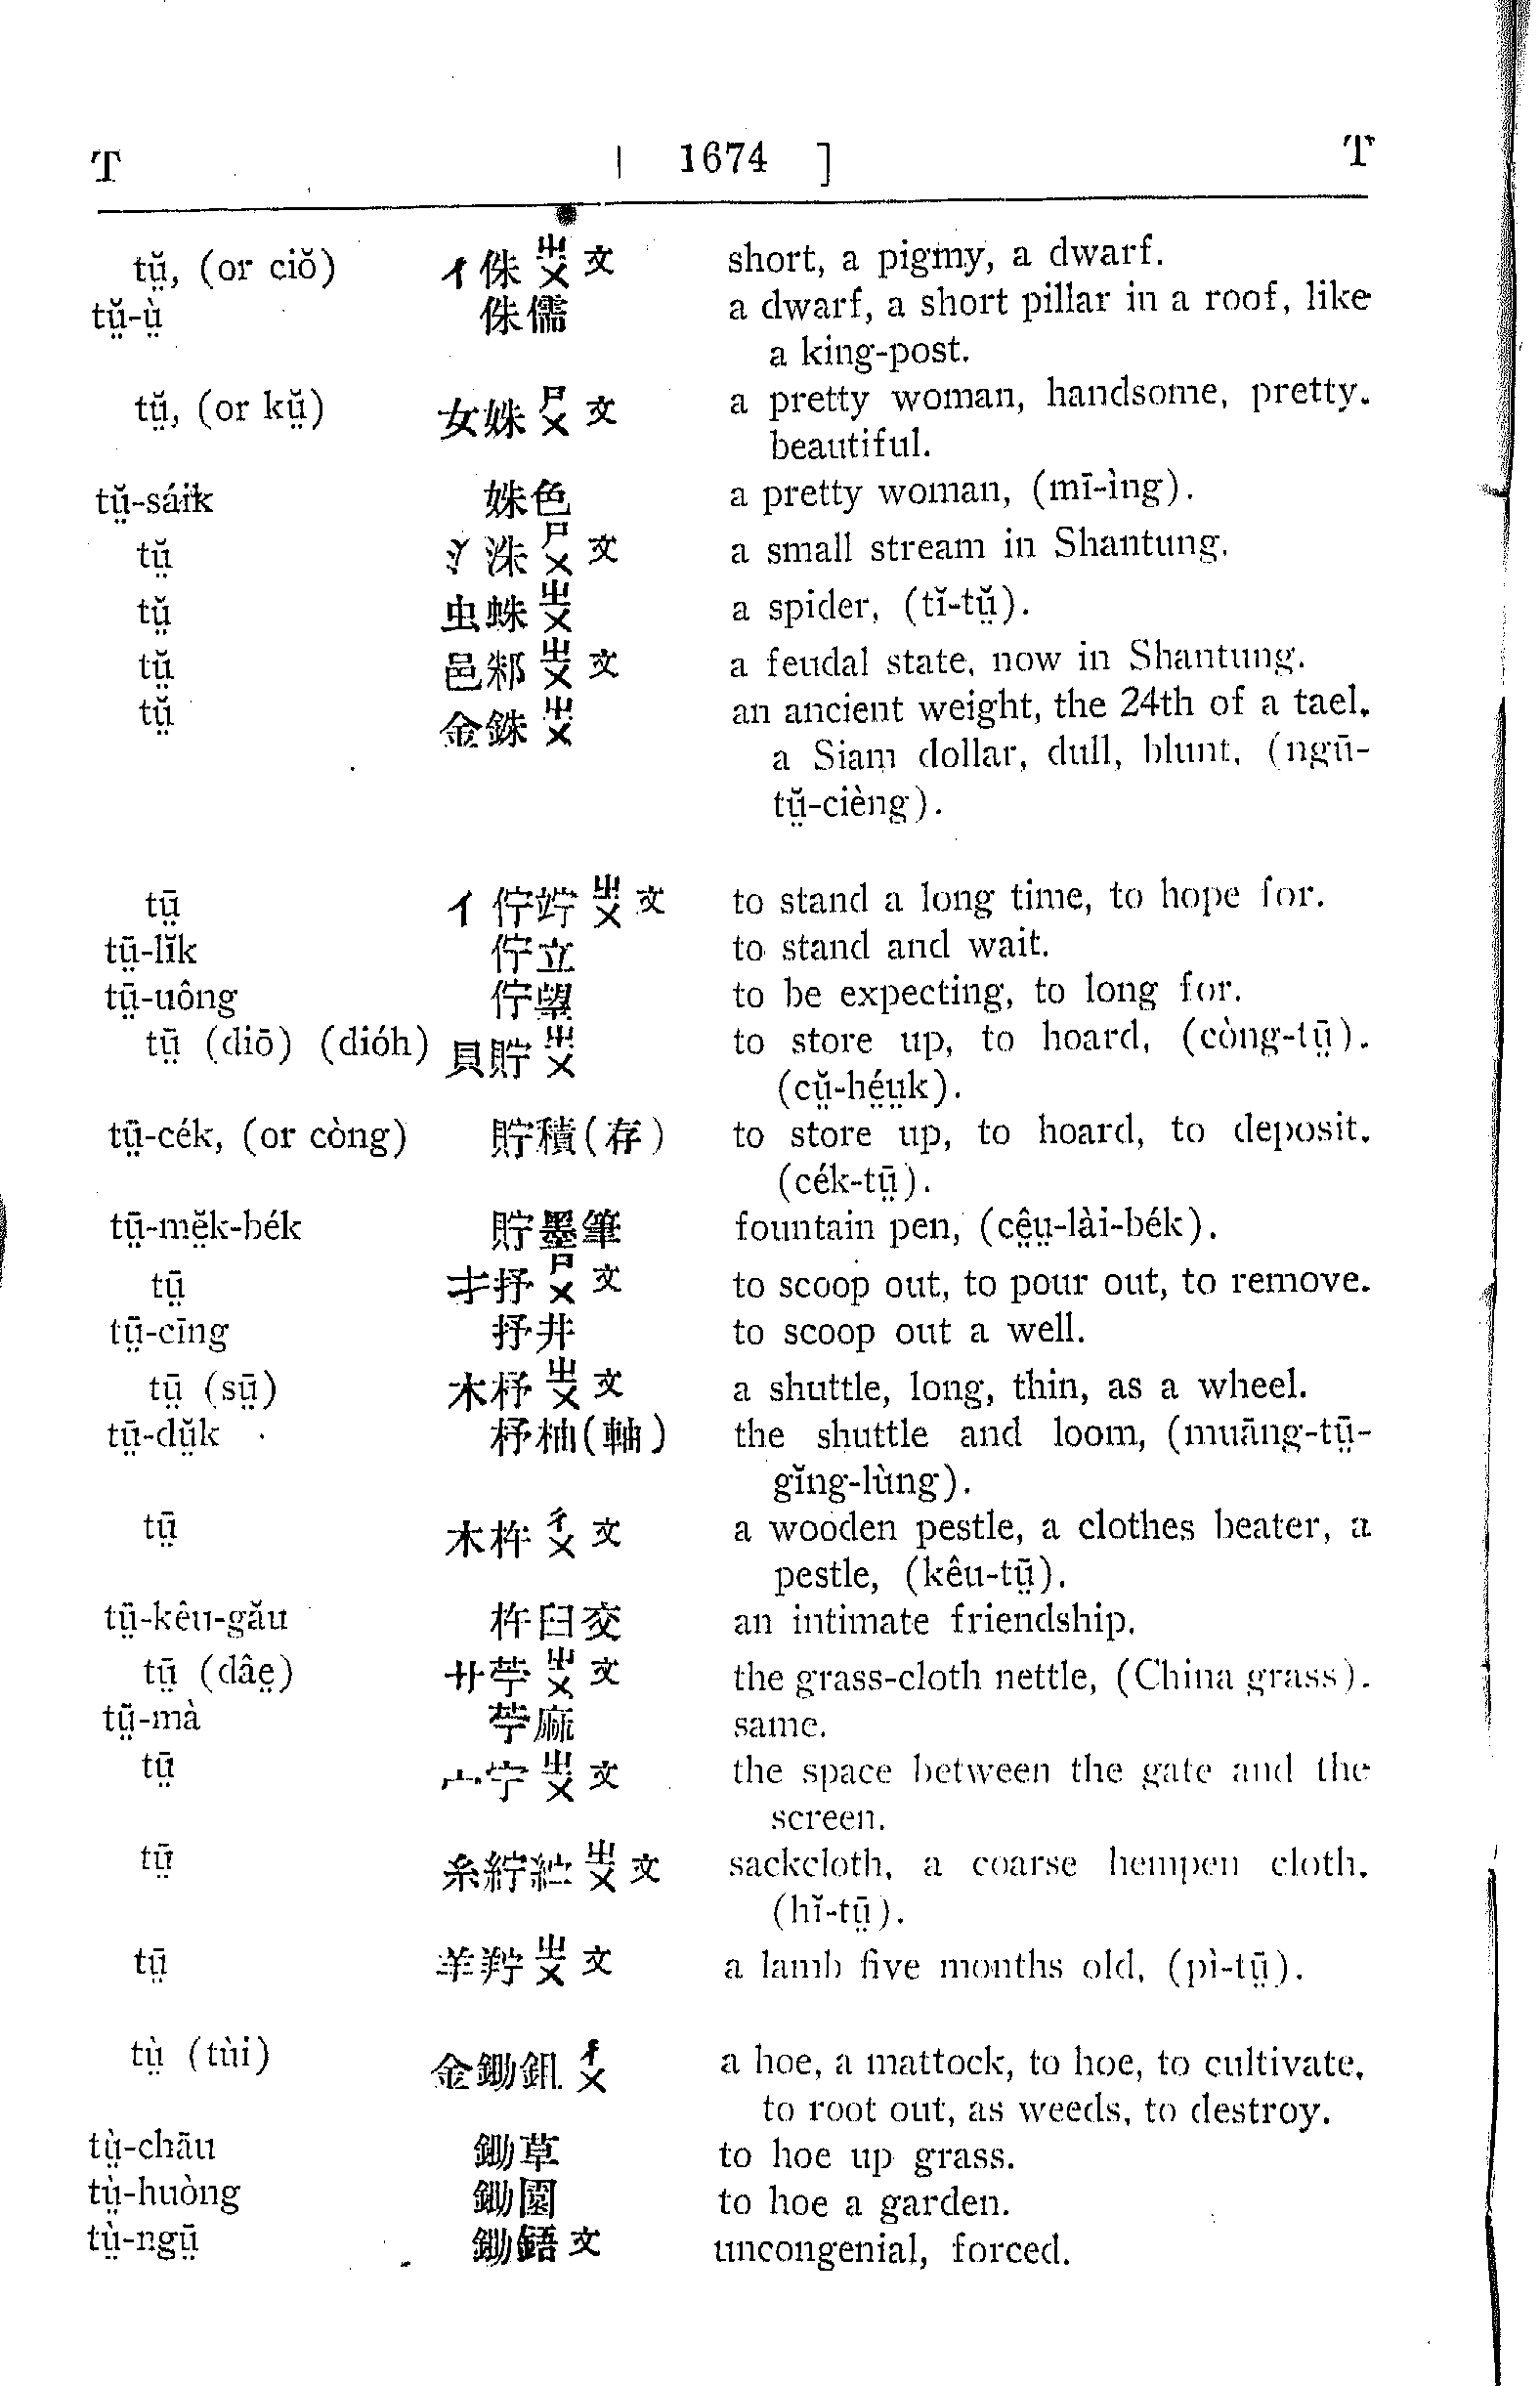 T [ 1674 ] T
tṳ̆, (or ciŏ) 亻侏 ㄓㄨ 文 short, a pigmy, a dwarf.
tṳ̆-ṳ̀ 侏儒 a dwarf, a short pillar in a roof, like
a king-post.
tṳ̆, (or kṳ̆) 女姝 ㄕㄨ 文 a pretty woman, handsome, pretty.
beautiful.
tṳ̆-sáik 姝色 a pretty woman, (mī-ìng).
tṳ̆ 氵洙 ㄕㄨ 文 a small stream in Shantung.
tṳ̆ 虫蛛 ㄓㄨ a spider, (tĭ-tṳ̆).
tṳ̆ 邑邾 ㄓㄨ 文 a feudal state, now in Shantung.
tṳ̆ 金銖 ㄓㄨ an ancient weight, the 24th of a tael,
a Siam dollar, dull, blunt, (ngū-
tṳ̆-cièng).
tṳ̄ 亻佇竚 ㄓㄨ 文 to stand a long time, to hope for.
tṳ̄-lĭk 佇立 to stand and wait.
tṳ̄-uông 佇望 to be expecting, to long for.
tṳ̄ (diō) (dióh) 貝貯 ㄓㄨ to store up, to hoard, (còng-tṳ̄).
(cṳ̆-hé̤ṳk).
tṳ̄-cék, (or còng) 貯積(存) to store up, to hoard, to deposit.
(cék-tṳ̄).
tṳ̄-mĕ̤k-bék 貯墨筆 fountain pen, (cê̤ṳ-lài-bék).
tṳ̄ 扌抒 ㄕㄨ 文 to scoop out, to pour out, to remove.
tṳ̄-cīng 抒井 to scoop out a well.
tṳ̄ (sṳ̄) 木杼 ㄓㄨ 文 a shuttle, long, thin, as a wheel.
tṳ̄-dṳ̆k 杼柚(軸) the shuttle and loom, (muāng-tṳ̄-
gĭng-lùng).
tṳ̄ 木杵 ㄔㄨ 文 a wooden pestle, a clothes beater, a
pestle, (kêu-tṳ̄).
tṳ̄-kêu-gău 杵臼交 an intimate friendship.
tṳ̄ (dâe̤) 艹苧 ㄓㄨ 文 the grass-cloth nettle, (China grass).
tṳ̄-mà 苧麻 same.
tṳ̄ 宀宁 ㄓㄨ 文 the space between the gate and the
screen.
tṳ̄ 糸紵 ㄓㄨ 文 sackcloth, a coarse hempen cloth,
(hĭ-tṳ̄).
tṳ̄ 羊羜 ㄓㄨ 文 a lamb five months old, (pì-tṳ̄).
tṳ̀ (tùi) 金鋤鉏 ㄔㄨ a hoe, a mattock, to hoe, to cultivate,
to root out, as weeds, to destroy.
tṳ̀-chāu 鋤草 to hoe up grass.
tṳ̀-huòng 鋤園 to hoe a garden.
tṳ̀-ngṳ̄ 鋤鋙 文 uncongenial, forced.